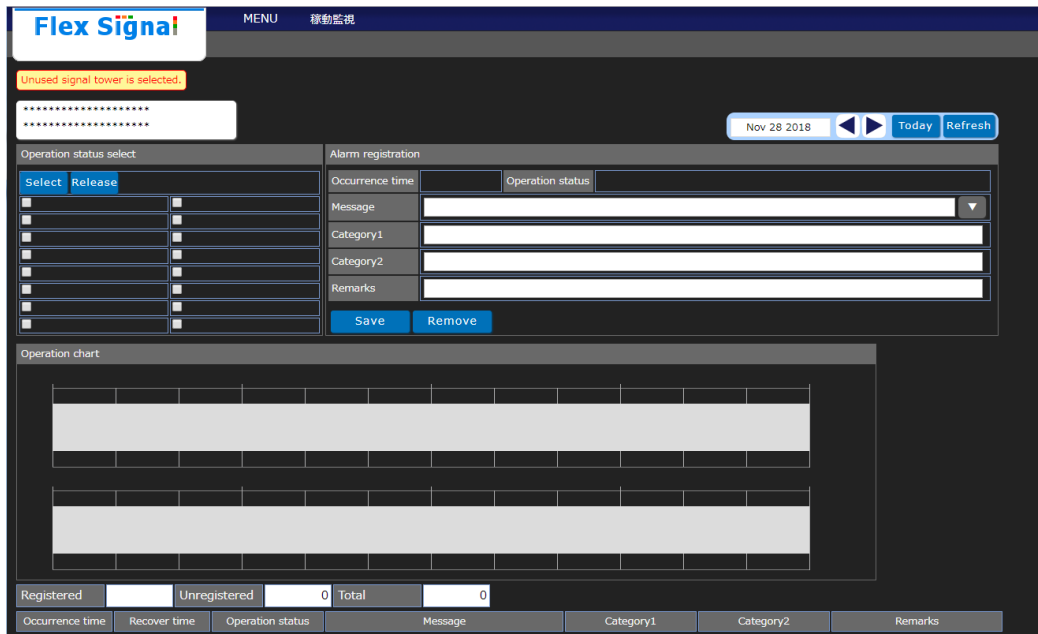 Flex Signal MENU 稼動監視
Unused signal tower is selected.
********************
********************
Nov 28 2018 Today Refresh
Operation status select
Select Release
Alarm registration
Occurrence time Operation status
Message
Category1
Category2
Remarks
Save Remove
Operation chart
Registered Unregistered 0 Total 0
Occurrence time Recover time Operation status Message Category1 Category2 Remarks